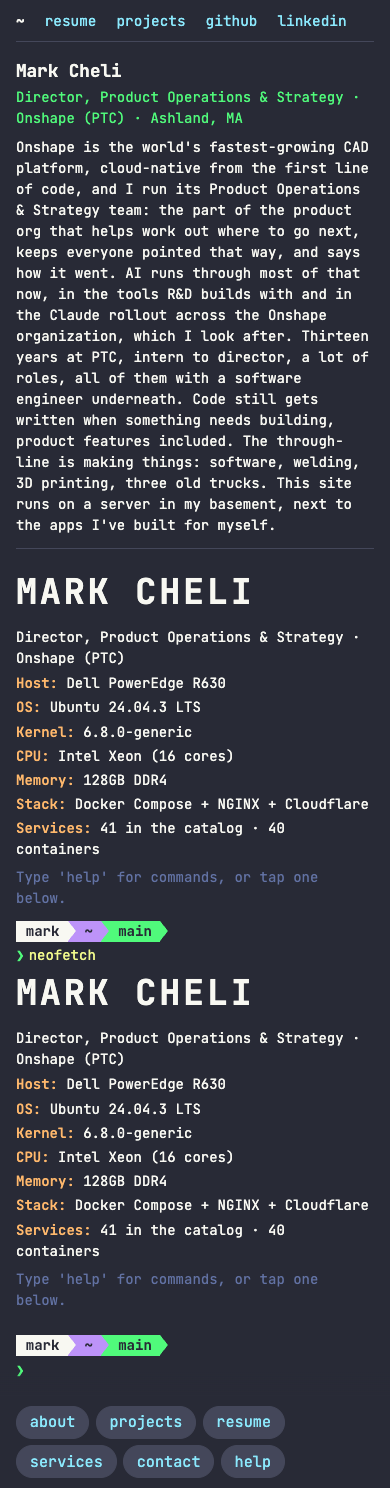 ~ resume projects github linkedin
Mark Cheli
Director, Product Operations & Strategy ·
Onshape (PTC) · Ashland, MA
Onshape is the world's fastest-growing CAD
platform, cloud-native from the first line
of code, and I run its Product Operations
& Strategy team: the part of the product
org that helps work out where to go next,
keeps everyone pointed that way, and says
how it went. AI runs through most of that
now, in the tools R&D builds with and in
the Claude rollout across the Onshape
organization, which I look after. Thirteen
years at PTC, intern to director, a lot of
roles, all of them with a software
engineer underneath. Code still gets
written when something needs building,
product features included. The through-
line is making things: software, welding,
3D printing, three old trucks. This site
runs on a server in my basement, next to
the apps I've built for myself.
MARK CHELI
Director, Product Operations & Strategy ·
Onshape (PTC)
Host: Dell PowerEdge R630
OS: Ubuntu 24.04.3 LTS
Kernel: 6.8.0-generic
CPU: Intel Xeon (16 cores)
Memory: 128GB DDR4
Stack: Docker Compose + NGINX + Cloudflare
Services: 41 in the catalog · 40
containers
Type 'help' for commands, or tap one
below.
mark ~ main
❯ neofetch
MARK CHELI
Director, Product Operations & Strategy ·
Onshape (PTC)
Host: Dell PowerEdge R630
OS: Ubuntu 24.04.3 LTS
Kernel: 6.8.0-generic
CPU: Intel Xeon (16 cores)
Memory: 128GB DDR4
Stack: Docker Compose + NGINX + Cloudflare
Services: 41 in the catalog · 40
containers
Type 'help' for commands, or tap one
below.
mark ~ main
❯
about projects resume
services contact help